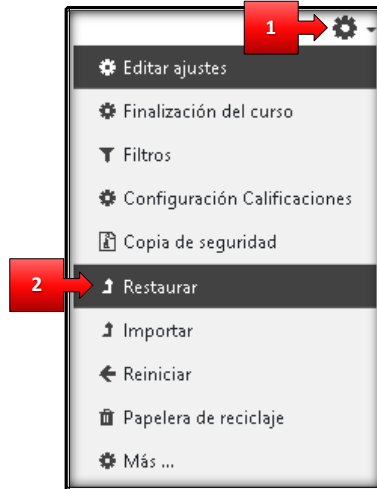 1
Editar ajustes
Finalización del curso
Filtros
Configuración Calificaciones
Copia de seguridad
2
Restaurar
Importar
Reiniciar
Papelera de reciclaje
Más ...